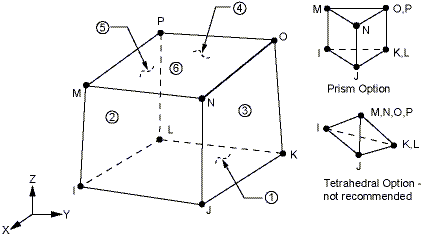 P
④
O
⑤
⑥
M
N
②
③
L
K
I
J
①
Z
Y
X
M
O,P
N
I
K,L
J
Prism Option
M,N,O,P
I
K,L
J
Tetrahedral Option -
not recommended